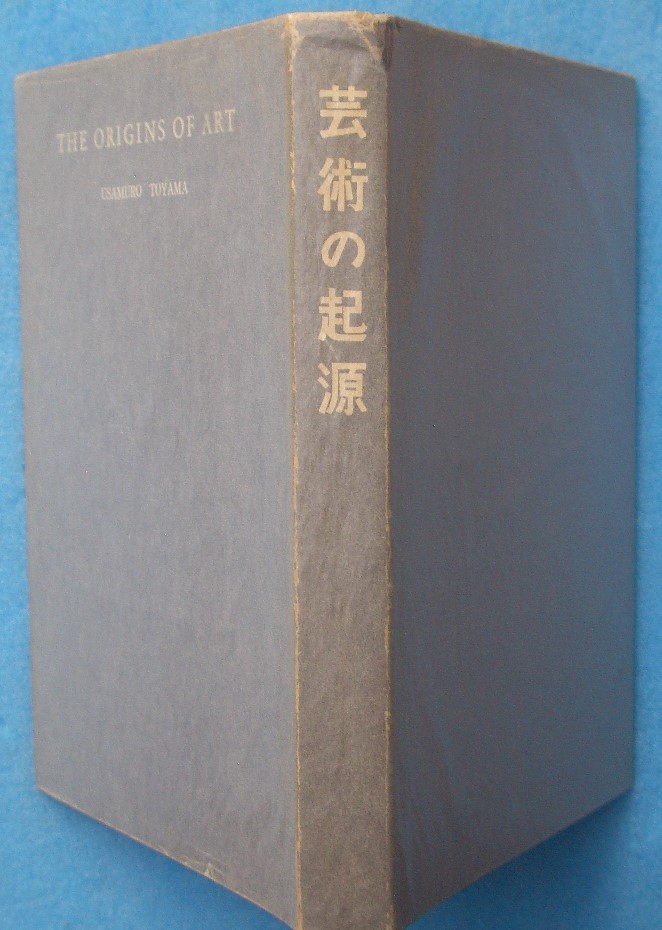 THE ORIGINS OF ART
USAMURO TOYAMA
芸術の起源